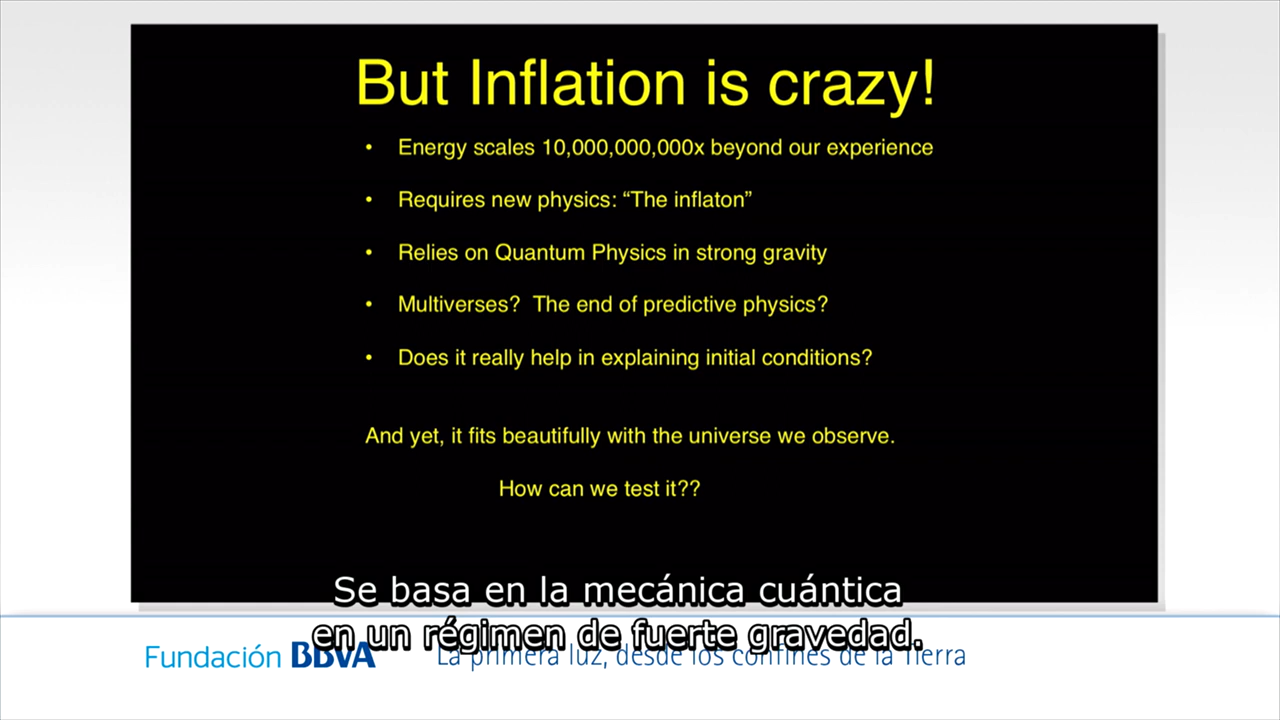 But Inflation is crazy!
• Energy scales 10,000,000,000x beyond our experience
• Requires new physics: “The inflaton”
• Relies on Quantum Physics in strong gravity
• Multiverses? The end of predictive physics?
• Does it really help in explaining initial conditions?
And yet, it fits beautifully with the universe we observe.
How can we test it??
Se basa en la mecánica cuántica
en un régimen de fuerte gravedad.
Fundación BBVA
La primera luz, desde los confines de la Tierra